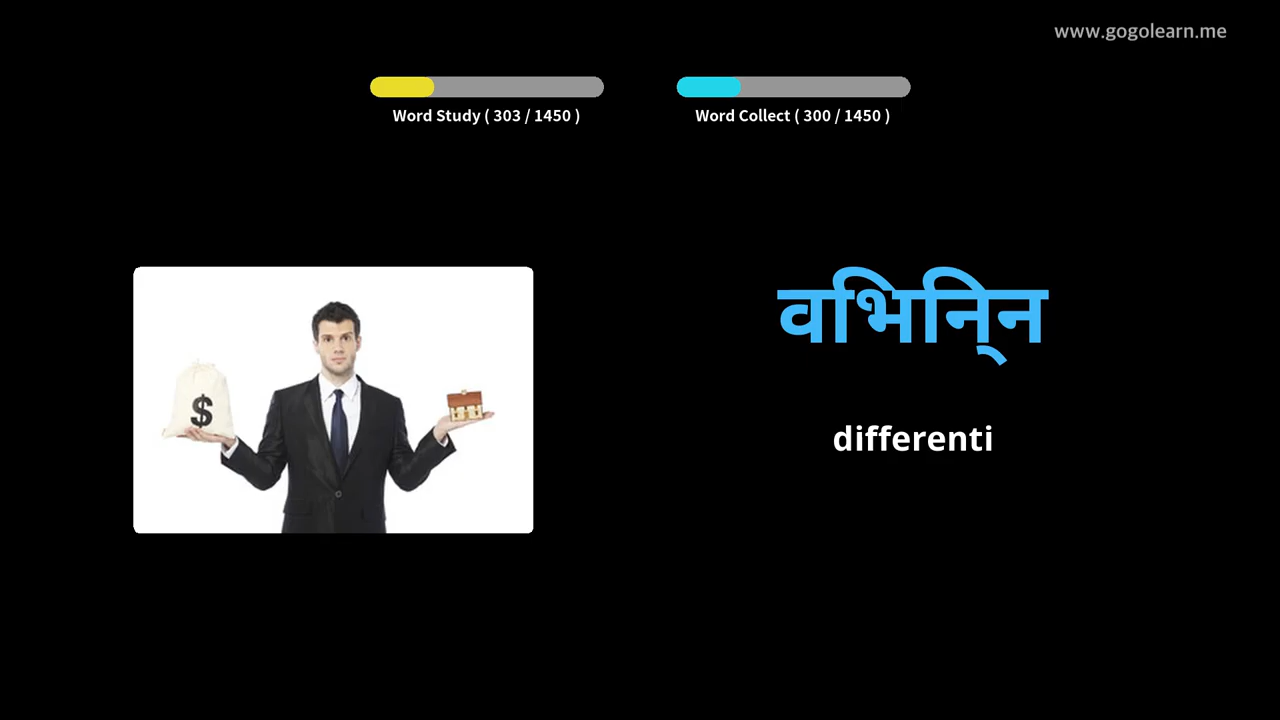 www.gogolearn.me
Word Study ( 303 / 1450 )
Word Collect ( 300 / 1450 )
वभिनि्न
differenti
$